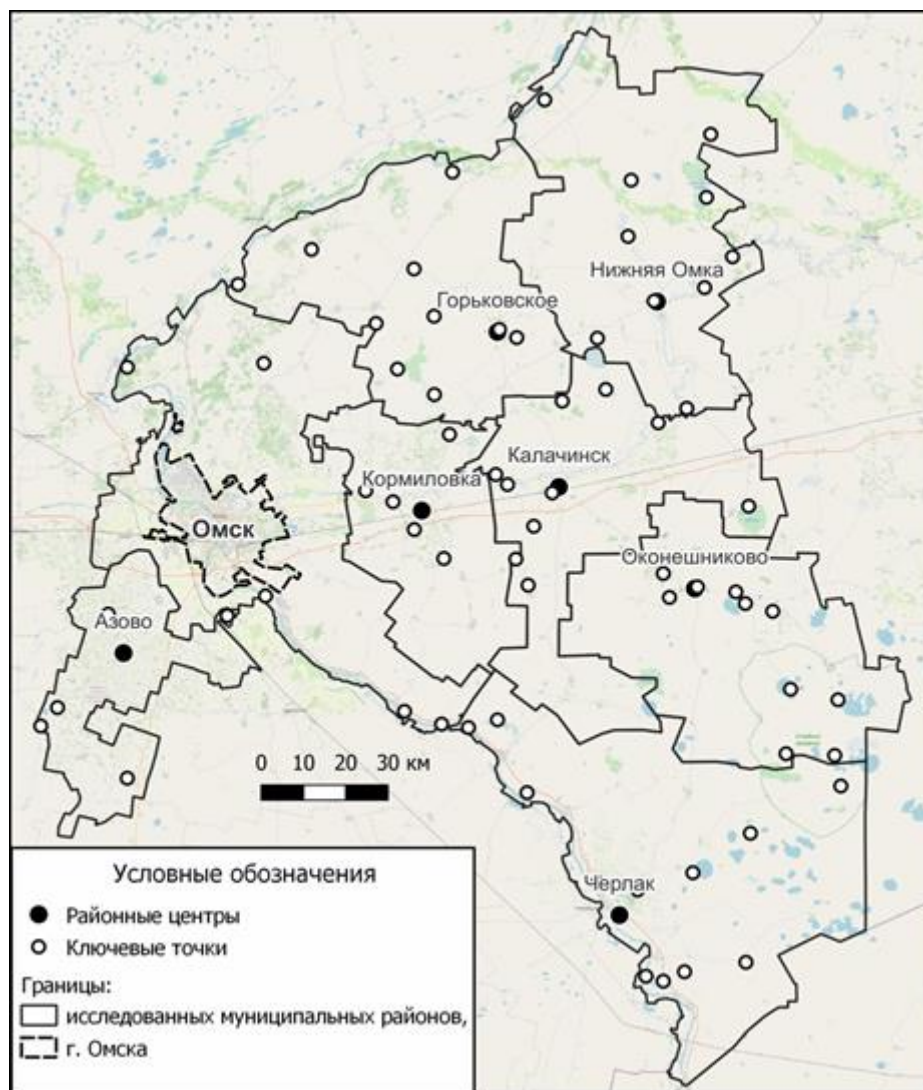 Нижняя Омка
Горьковское
Калачинск
Кормиловка
Омск
Оконешниково
Азово
0 10 20 30 км
Черлак
Условные обозначения
Районные центры
Ключевые точки
Границы:
исследованных муниципальных районов,
г. Омска